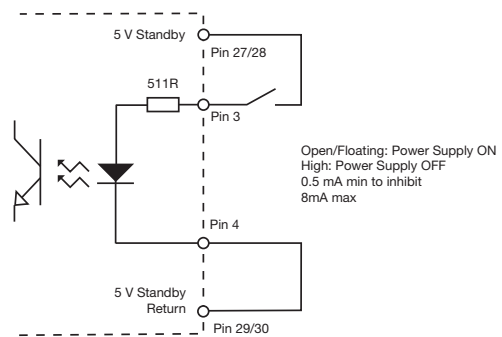 5 V Standby
Pin 27/28
511R
Pin 3
Open/Floating: Power Supply ON
High: Power Supply OFF
0.5 mA min to inhibit
8mA max
Pin 4
5 V Standby
Return
Pin 29/30